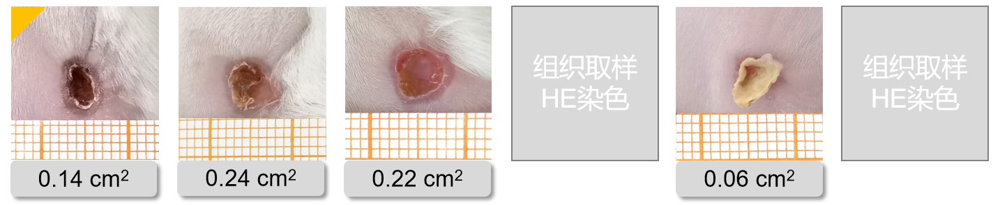 组织取样
HE染色
组织取样
HE染色
0.14 cm²
0.24 cm²
0.22 cm²
0.06 cm²